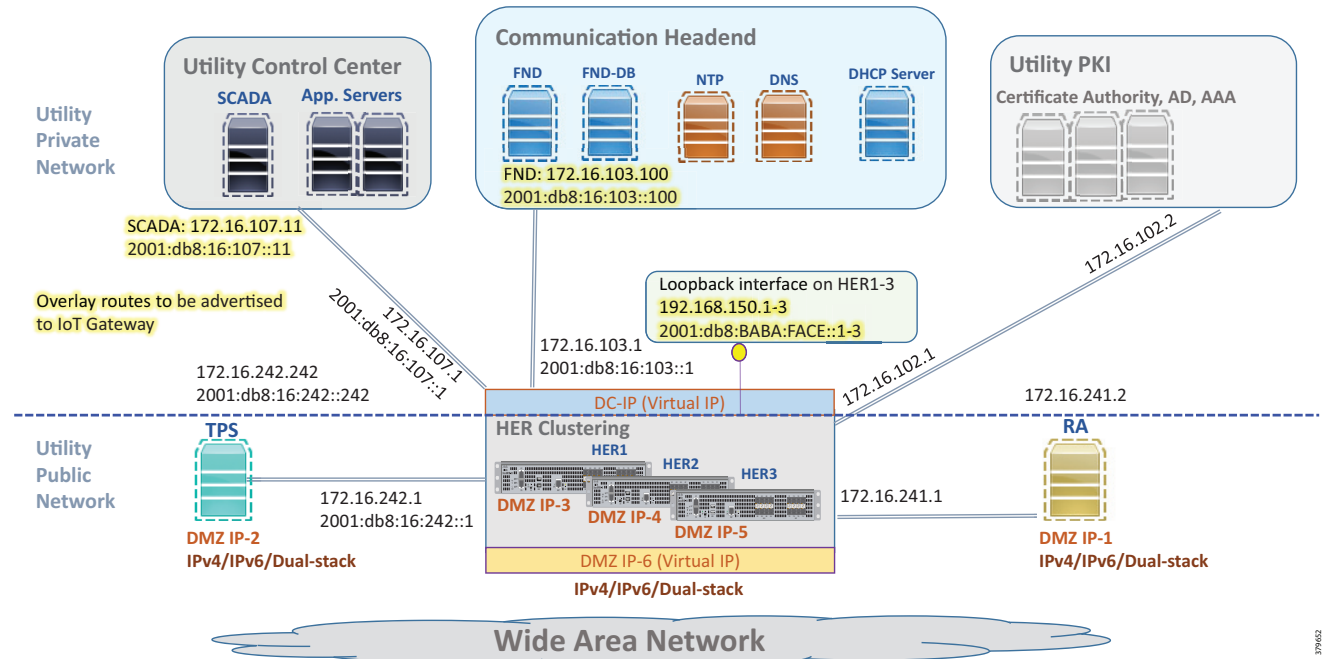 Utility Control Center
SCADA
App. Servers
Communication Headend
FND
FND-DB
NTP
DNS
DHCP Server
Utility PKI
Certificate Authority, AD, AAA
Utility
Private
Network
FND: 172.16.103.100
2001:db8:16:103::100
SCADA: 172.16.107.11
2001:db8:16:107::11
172.16.102.2
Overlay routes to be advertised
to IoT Gateway
Loopback interface on HER1-3
192.168.150.1-3
2001:db8:BABA:FACE::1-3
172.16.107.1
2001:db8:16:107::1
172.16.103.1
2001:db8:16:103::1
172.16.102.1
172.16.242.242
2001:db8:16:242::242
172.16.241.2
DC-IP (Virtual IP)
Utility
Public
Network
TPS
HER Clustering
HER1
HER2
HER3
RA
DMZ IP-3
DMZ IP-4
DMZ IP-5
172.16.242.1
2001:db8:16:242::1
172.16.241.1
DMZ IP-2
IPv4/IPv6/Dual-stack
DMZ IP-6 (Virtual IP)
IPv4/IPv6/Dual-stack
DMZ IP-1
IPv4/IPv6/Dual-stack
Wide Area Network
379652